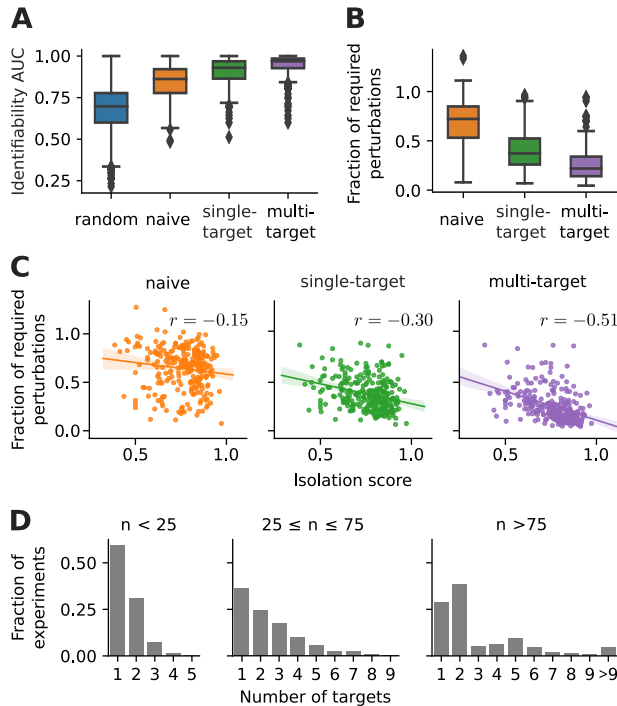 A
Identifiability AUC
1.00
0.75
0.50
0.25
random
naive
single-
target
multi-
target
B
Fraction of required
perturbations
1.0
0.5
0.0
naive
single-
target
multi-
target
C
naive
single-target
multi-target
r = −0.15
r = −0.30
r = −0.51
Fraction of required
perturbations
1.0
0.5
0.0
0.5 1.0
0.5 1.0
0.5 1.0
Isolation score
D
n < 25
25 ≤ n ≤ 75
n >75
Fraction of
experiments
0.50
0.25
0.00
1 2 3 4 5
1 2 3 4 5 6 7 8 9
1 2 3 4 5 6 7 8 9 >9
Number of targets